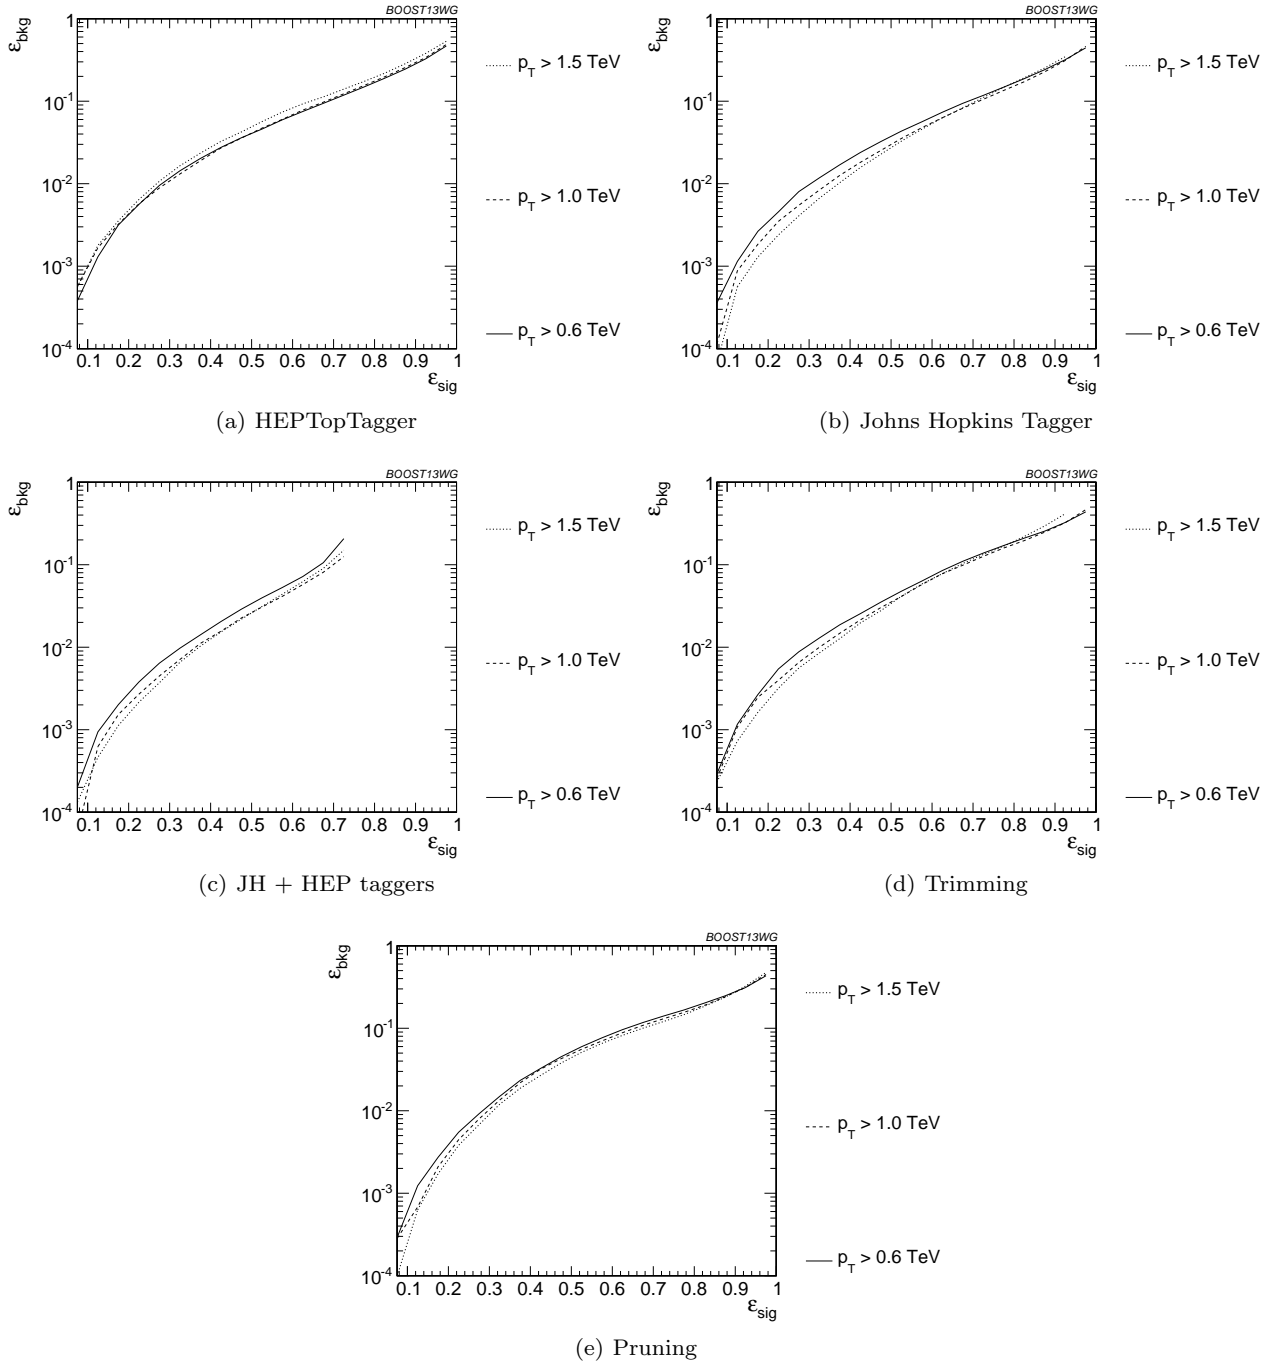 BOOST13WG
ε_bkg
1
10^-1
10^-2
10^-3
10^-4
0.1 0.2 0.3 0.4 0.5 0.6 0.7 0.8 0.9 1
ε_sig
p_T > 1.5 TeV
p_T > 1.0 TeV
p_T > 0.6 TeV
(a) HEPTopTagger
BOOST13WG
ε_bkg
1
10^-1
10^-2
10^-3
10^-4
0.1 0.2 0.3 0.4 0.5 0.6 0.7 0.8 0.9 1
ε_sig
p_T > 1.5 TeV
p_T > 1.0 TeV
p_T > 0.6 TeV
(b) Johns Hopkins Tagger
BOOST13WG
ε_bkg
1
10^-1
10^-2
10^-3
10^-4
0.1 0.2 0.3 0.4 0.5 0.6 0.7 0.8 0.9 1
ε_sig
p_T > 1.5 TeV
p_T > 1.0 TeV
p_T > 0.6 TeV
(c) JH + HEP taggers
BOOST13WG
ε_bkg
1
10^-1
10^-2
10^-3
10^-4
0.1 0.2 0.3 0.4 0.5 0.6 0.7 0.8 0.9 1
ε_sig
p_T > 1.5 TeV
p_T > 1.0 TeV
p_T > 0.6 TeV
(d) Trimming
BOOST13WG
ε_bkg
1
10^-1
10^-2
10^-3
10^-4
0.1 0.2 0.3 0.4 0.5 0.6 0.7 0.8 0.9 1
ε_sig
p_T > 1.5 TeV
p_T > 1.0 TeV
p_T > 0.6 TeV
(e) Pruning